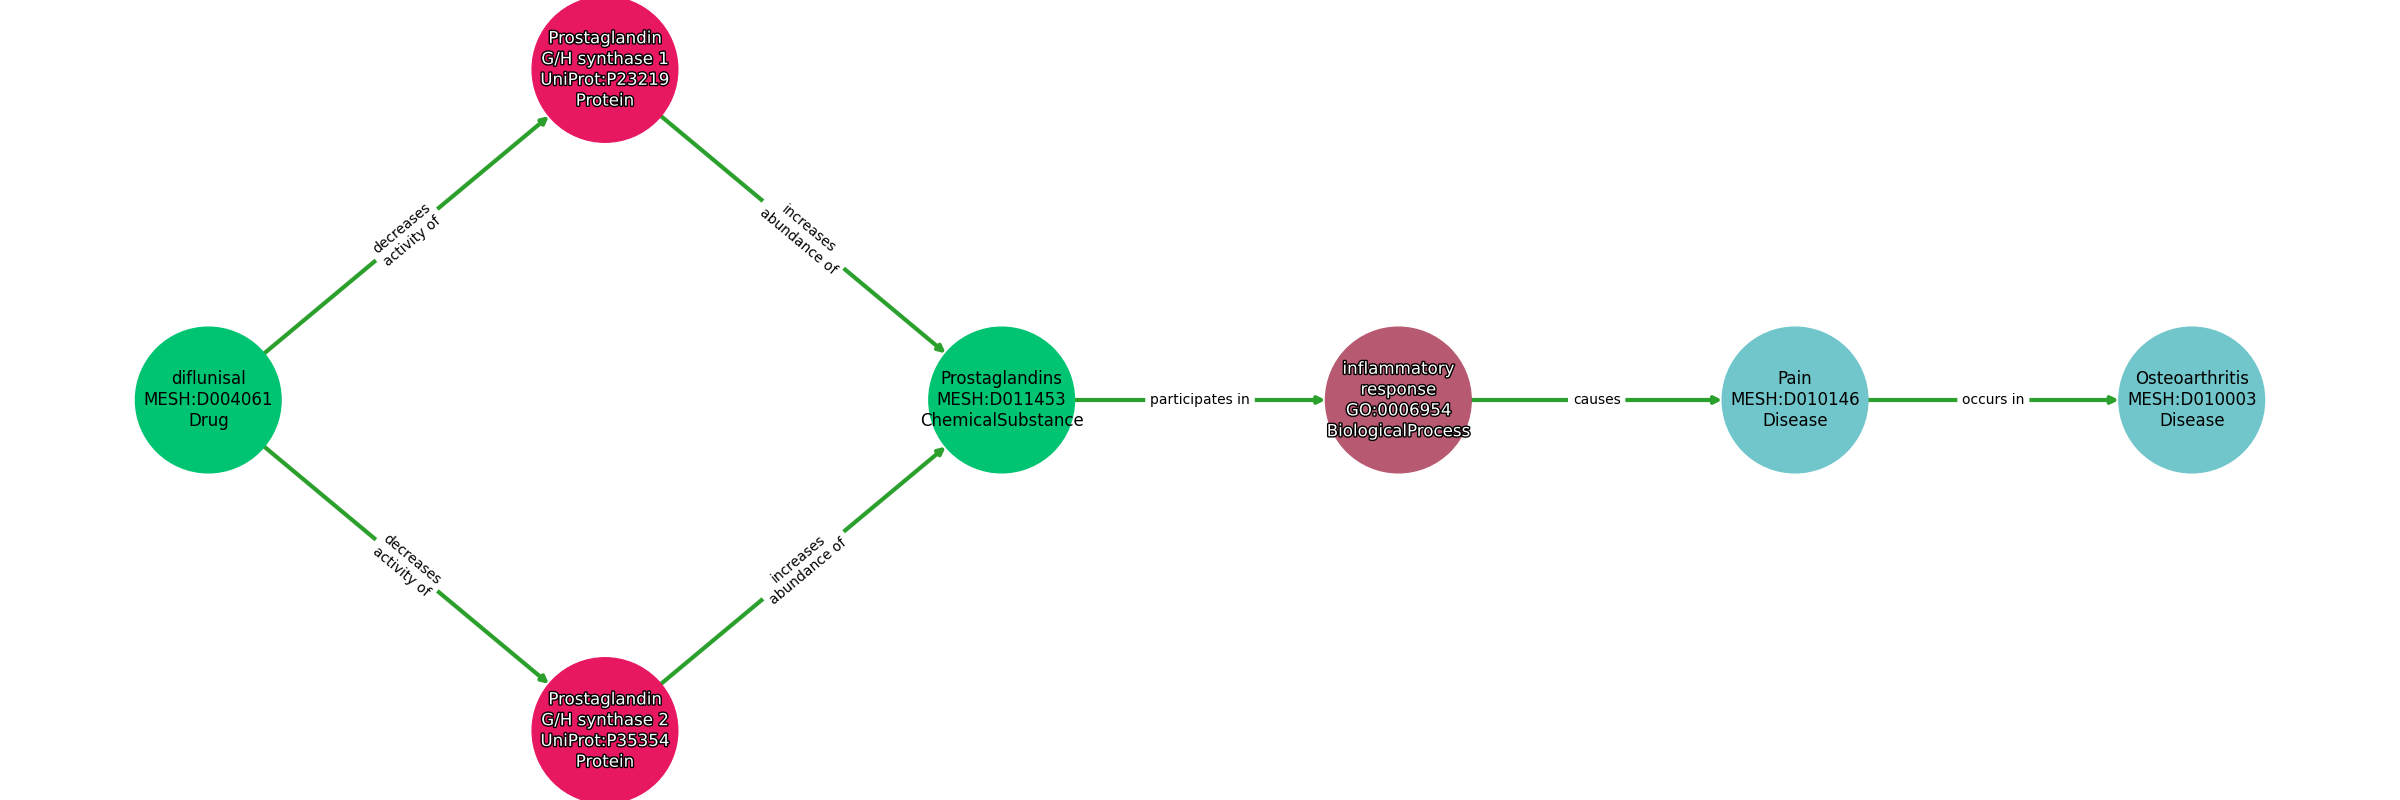 Prostaglandin
G/H synthase 1
UniProt:P23219
Protein
decreases
activity of
increases
abundance of
diflunisal
MESH:D004061
Drug
Prostaglandins
MESH:D011453
ChemicalSubstance
participates in
inflammatory
response
GO:0006954
BiologicalProcess
causes
Pain
MESH:D010146
Disease
occurs in
Osteoarthritis
MESH:D010003
Disease
decreases
activity of
increases
abundance of
Prostaglandin
G/H synthase 2
UniProt:P35354
Protein